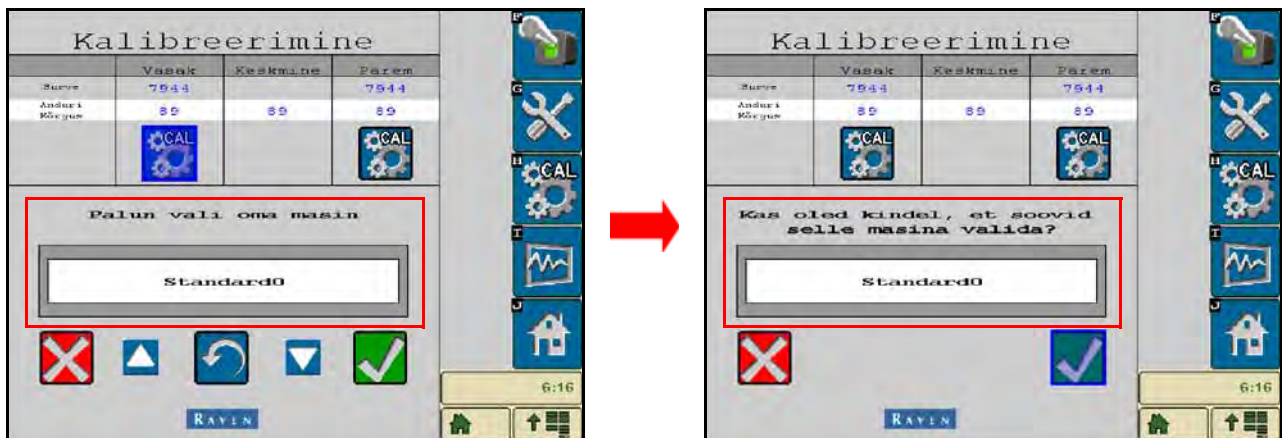 Kalibreerimine
Vasak Keskmine Parem
Surve 7944 7944
Anduri
Kõrgus 89 89 89
CAL CAL
Palun vali oma masin
Standard0
RAVEN
F
G
H CAL
I
J
6:16
Kalibreerimine
Vasak Keskmine Parem
Surve 7944 7944
Anduri
Kõrgus 89 89 89
CAL CAL
Kas oled kindel, et soovid
selle masina valida?
Standard0
RAVEN
F
G
H CAL
I
J
6:16